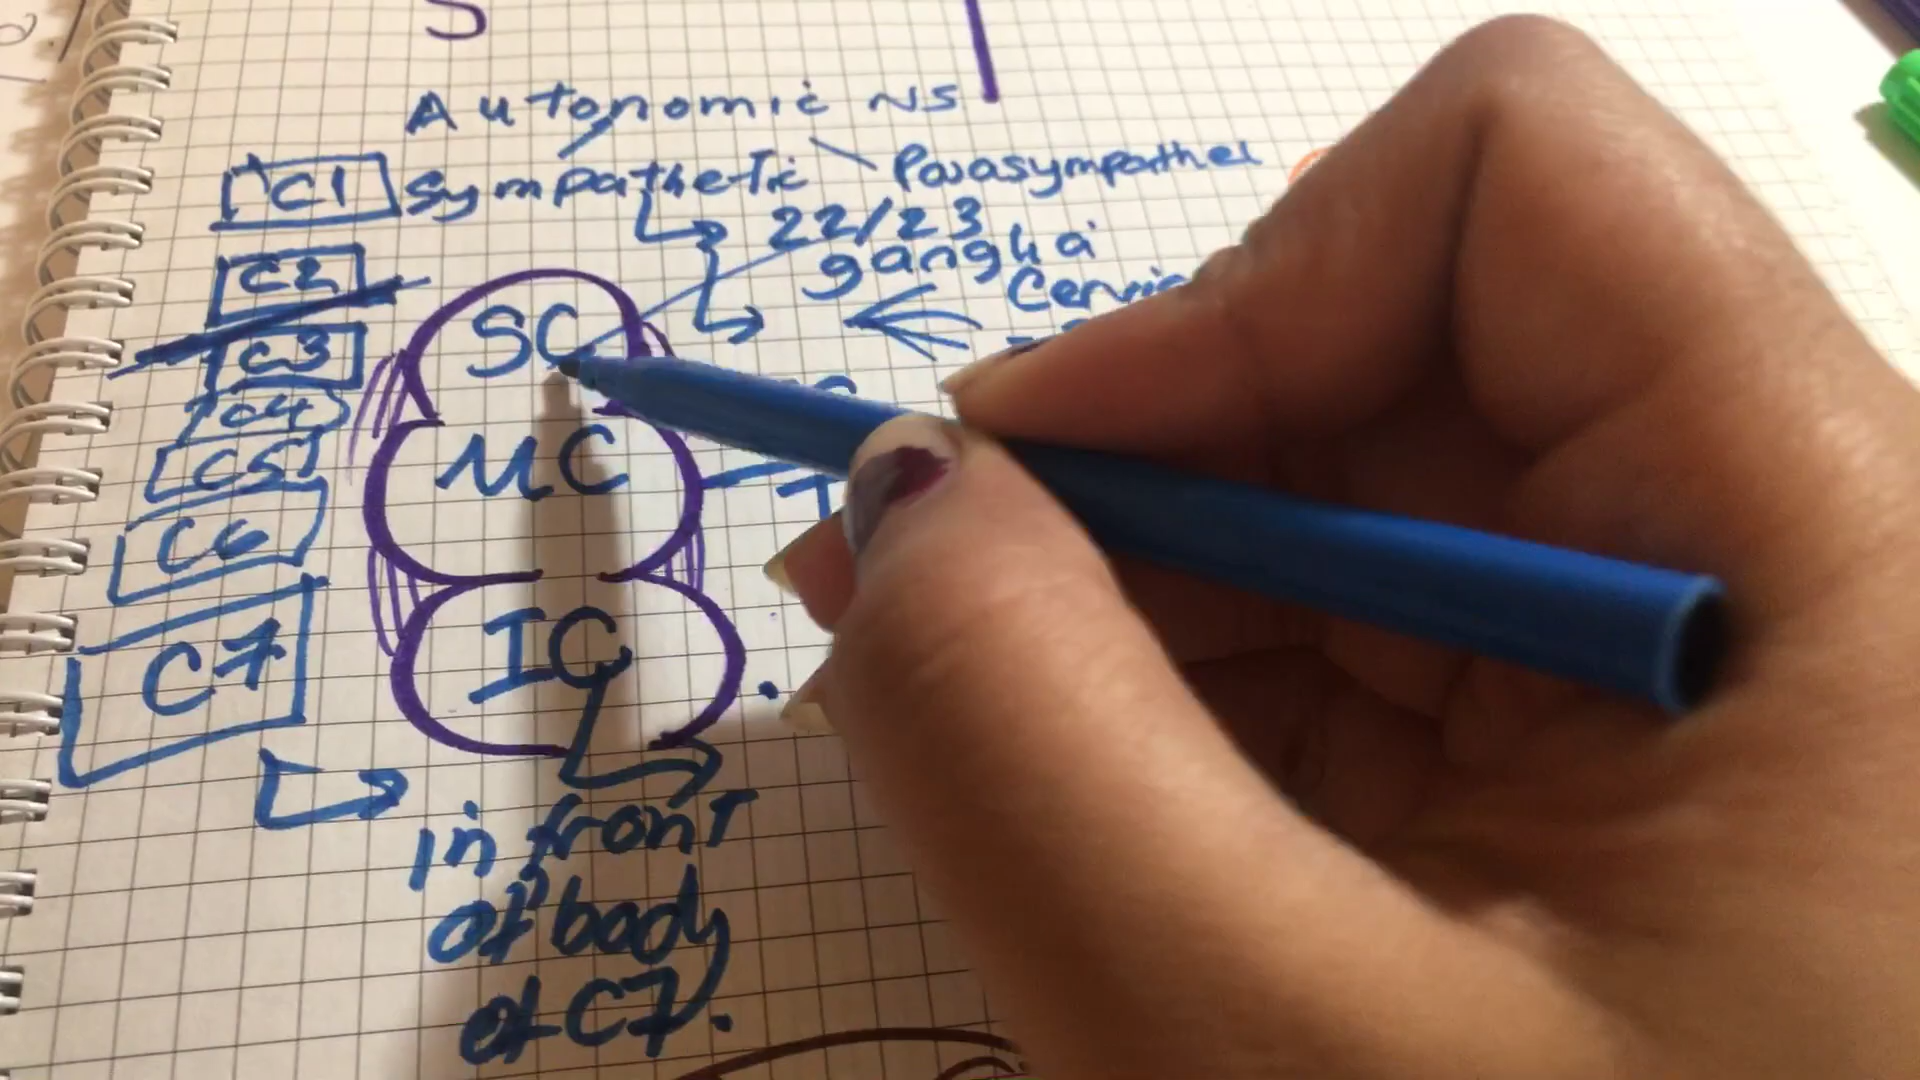 S
Autonomic NS
C1 Sympathetic Parasympathet
22/23
ganglia
C2
C3
SC
C4
C5
MC
C6
IC
C7
in front
of body
of C7.